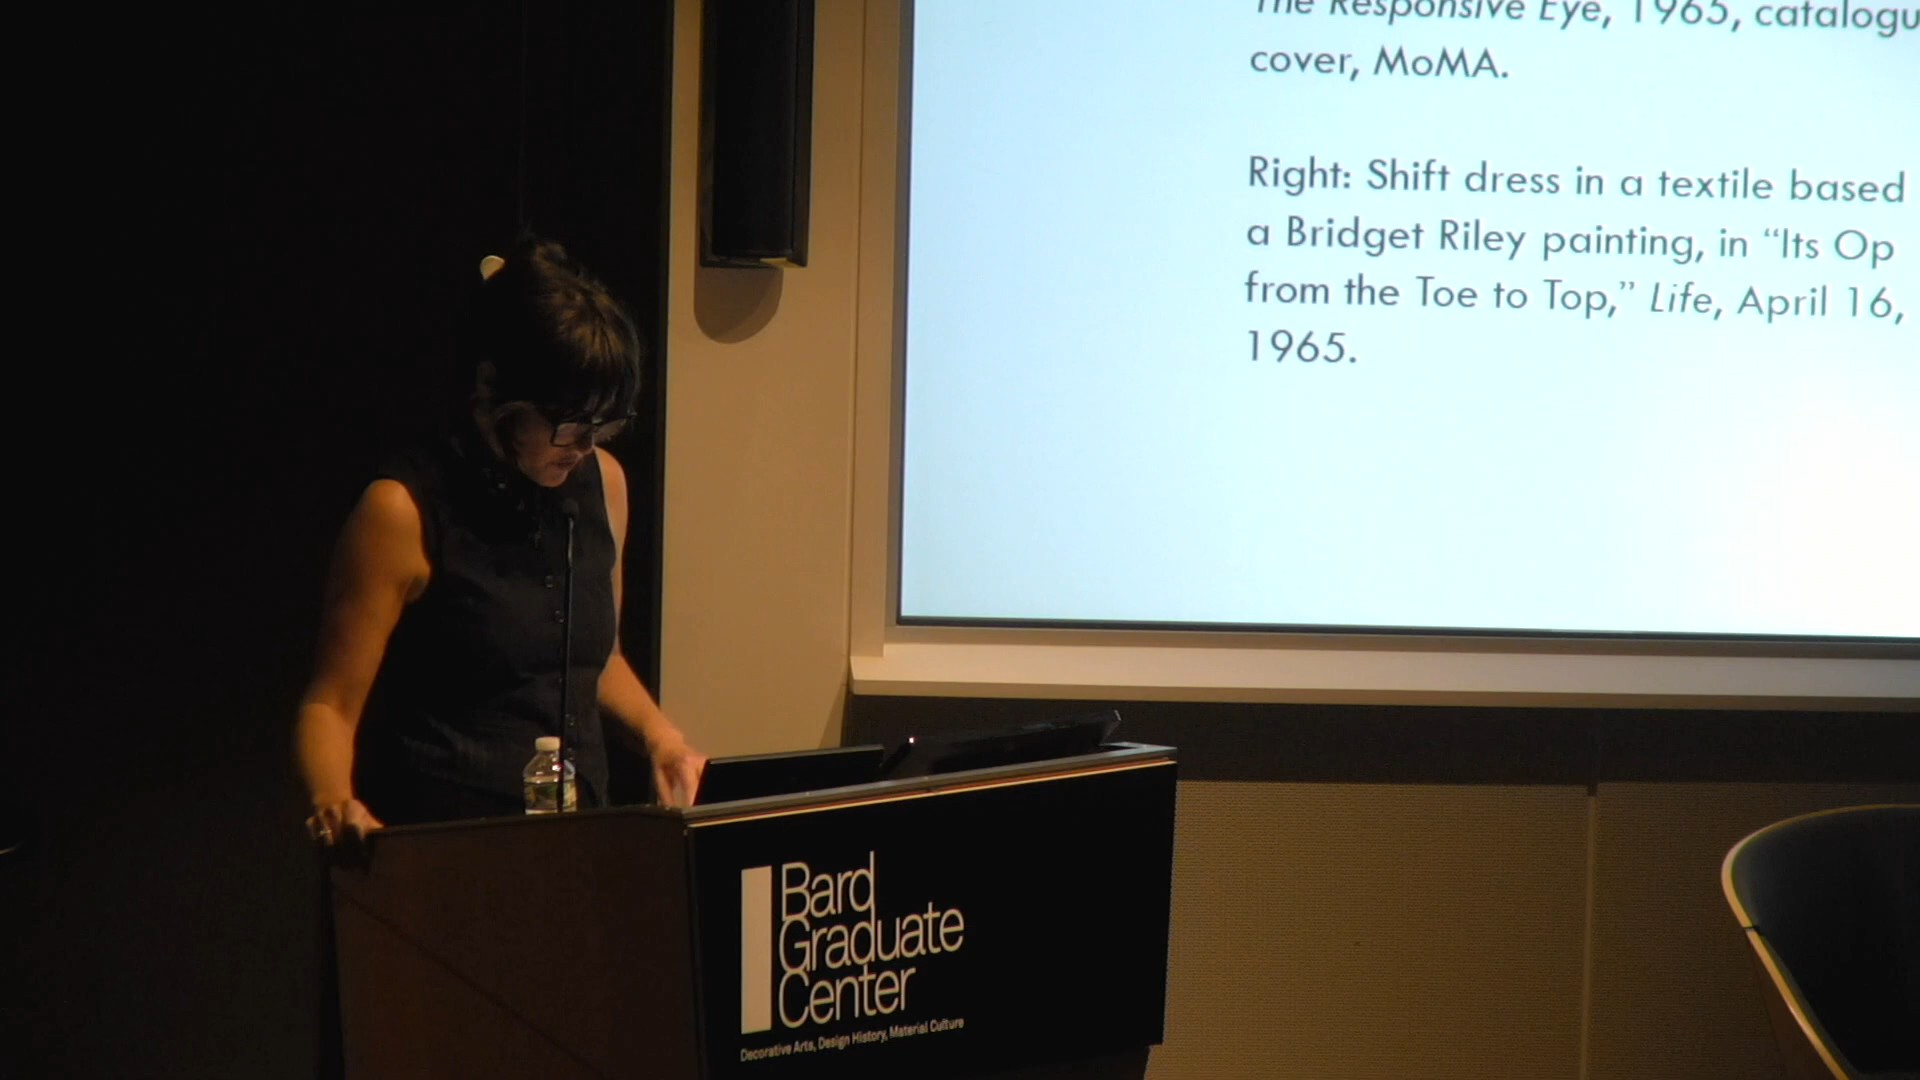 The Responsive Eye, 1965, catalogu
cover, MoMA.
Right: Shift dress in a textile based
a Bridget Riley painting, in “Its Op
from the Toe to Top,” Life, April 16,
1965.
Bard
Graduate
Center
Decorative Arts, Design History, Material Culture